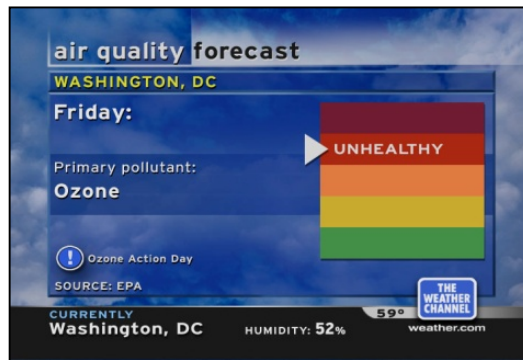 air quality forecast
WASHINGTON, DC
Friday:
UNHEALTHY
Primary pollutant:
Ozone
! Ozone Action Day
SOURCE: EPA
THE
WEATHER
CHANNEL
CURRENTLY
59°
Washington, DC
HUMIDITY: 52%
weather.com